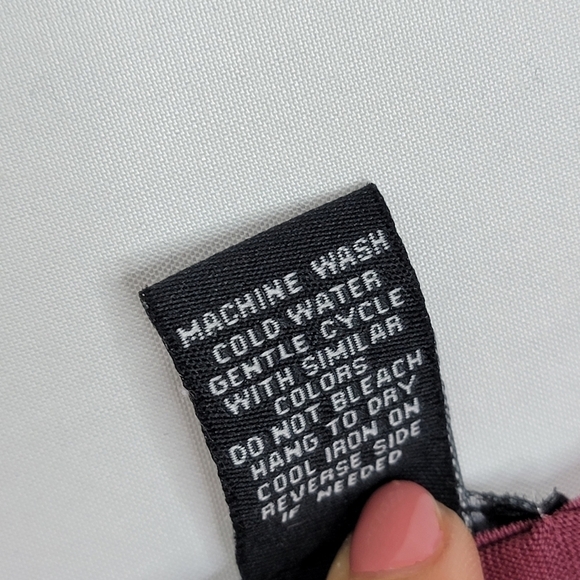 MACHINE WASH
COLD WATER
GENTLE CYCLE
WITH SIMILAR
COLORS
DO NOT BLEACH
HANG TO DRY
COOL IRON ON
REVERSE SIDE
IF NEEDED